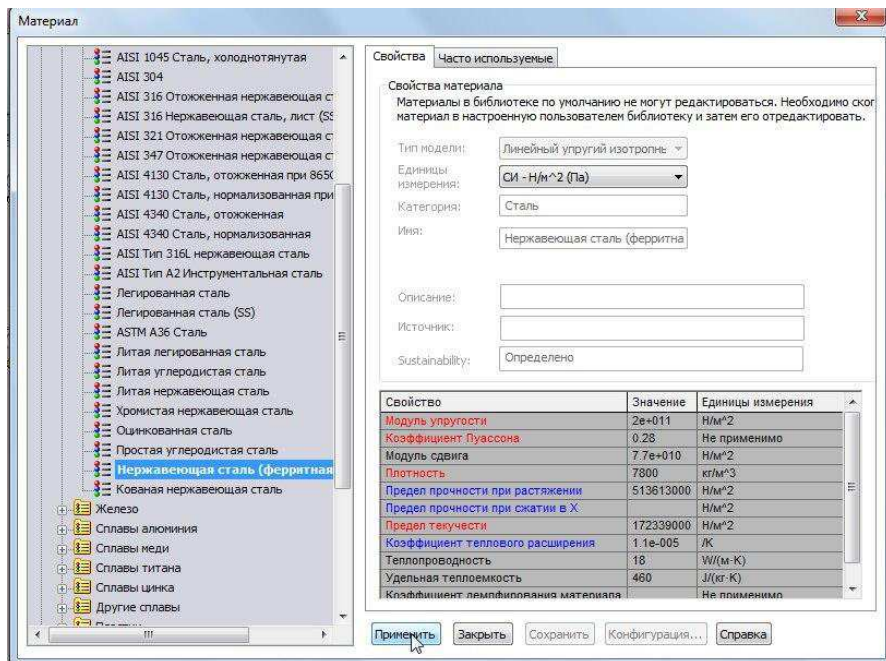 Материал
AISI 1045 Сталь, холоднотянутая
AISI 304
AISI 316 Отожженная нержавеющая ст
AISI 316 Нержавеющая сталь, лист (SS
AISI 321 Отожженная нержавеющая ст
AISI 347 Отожженная нержавеющая ст
AISI 4130 Сталь, отожженная при 865C
AISI 4130 Сталь, нормализованная при
AISI 4340 Сталь, отожженная
AISI 4340 Сталь, нормализованная
AISI Тип 316L нержавеющая сталь
AISI Тип A2 Инструментальная сталь
Легированная сталь
Легированная сталь (SS)
ASTM A36 Сталь
Литая легированная сталь
Литая углеродистая сталь
Литая нержавеющая сталь
Хромистая нержавеющая сталь
Оцинкованная сталь
Простая углеродистая сталь
Нержавеющая сталь (ферритная
Кованая нержавеющая сталь
Железо
Сплавы алюминия
Сплавы меди
Сплавы титана
Сплавы цинка
Другие сплавы
Свойства Часто используемые
Свойства материала
Материалы в библиотеке по умолчанию не могут редактироваться. Необходимо скоп
материал в настроенную пользователем библиотеку и затем его отредактировать.
Тип модели: Линейный упругий изотропнь
Единицы измерения: СИ - Н/м^2 (Па)
Категория: Сталь
Имя: Нержавеющая сталь (ферритна
Описание:
Источник:
Sustainability: Определено
Свойство Значение Единицы измерения
Модуль упругости 2e+011 Н/м^2
Коэффициент Пуассона 0.28 Не применимо
Модуль сдвига 7.7e+010 Н/м^2
Плотность 7800 кг/м^3
Предел прочности при растяжении 513613000 Н/м^2
Предел прочности при сжатии в X Н/м^2
Предел текучести 172339000 Н/м^2
Коэффициент теплового расширения 1.1e-005 /K
Теплопроводность 18 W/(м·K)
Удельная теплоемкость 460 J/(кг·K)
Коэффициент демпфирования материала Не применимо
Применить Закрыть Сохранить Конфигурация... Справка